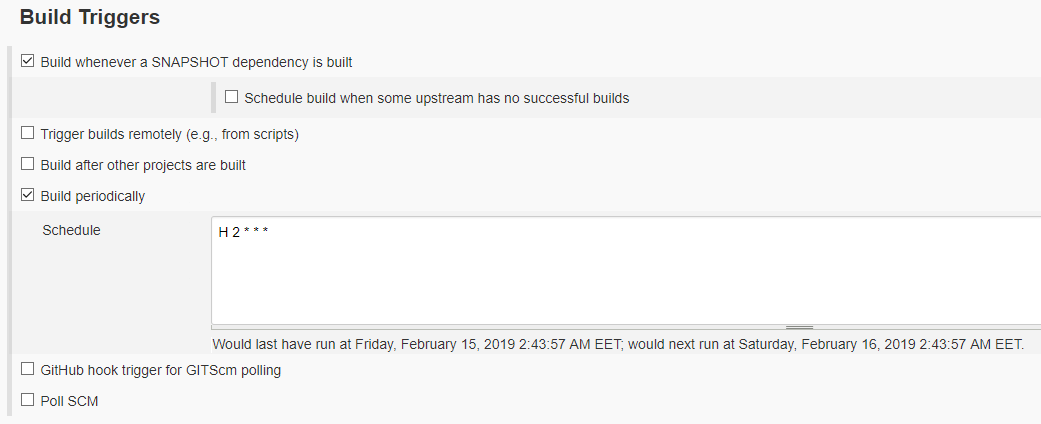 Build Triggers
Build whenever a SNAPSHOT dependency is built
Schedule build when some upstream has no successful builds
Trigger builds remotely (e.g., from scripts)
Build after other projects are built
Build periodically
Schedule
H 2 * * *
Would last have run at Friday, February 15, 2019 2:43:57 AM EET; would next run at Saturday, February 16, 2019 2:43:57 AM EET.
GitHub hook trigger for GITScm polling
Poll SCM